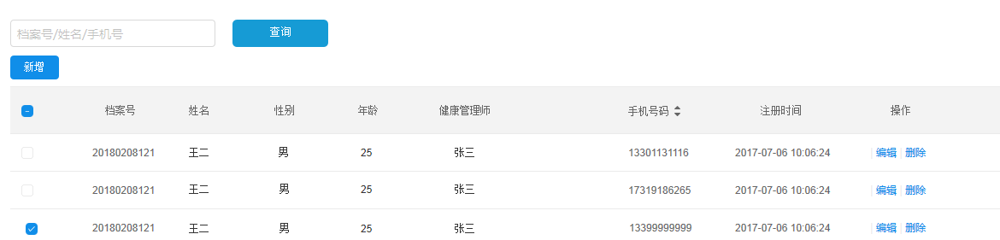 档案号/姓名/手机号 查询
新增
档案号 姓名 性别 年龄 健康管理师 手机号码 注册时间 操作
20180208121 王二 男 25 张三 13301131116 2017-07-06 10:06:24 | 编辑 | 删除
20180208121 王二 男 25 张三 17319186265 2017-07-06 10:06:24 | 编辑 | 删除
20180208121 王二 男 25 张三 13399999999 2017-07-06 10:06:24 | 编辑 | 删除